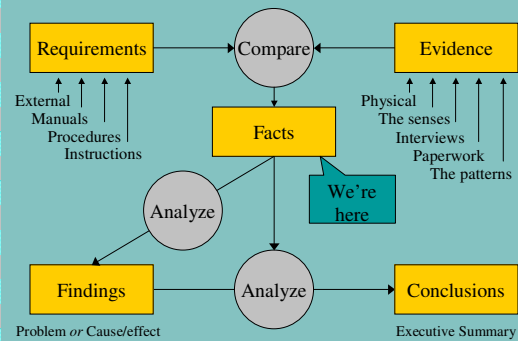 Requirements
Compare
Evidence
External
Manuals
Procedures
Instructions
Physical
The senses
Interviews
Paperwork
The patterns
Facts
We're
here
Analyze
Findings
Analyze
Conclusions
Problem or Cause/effect
Executive Summary